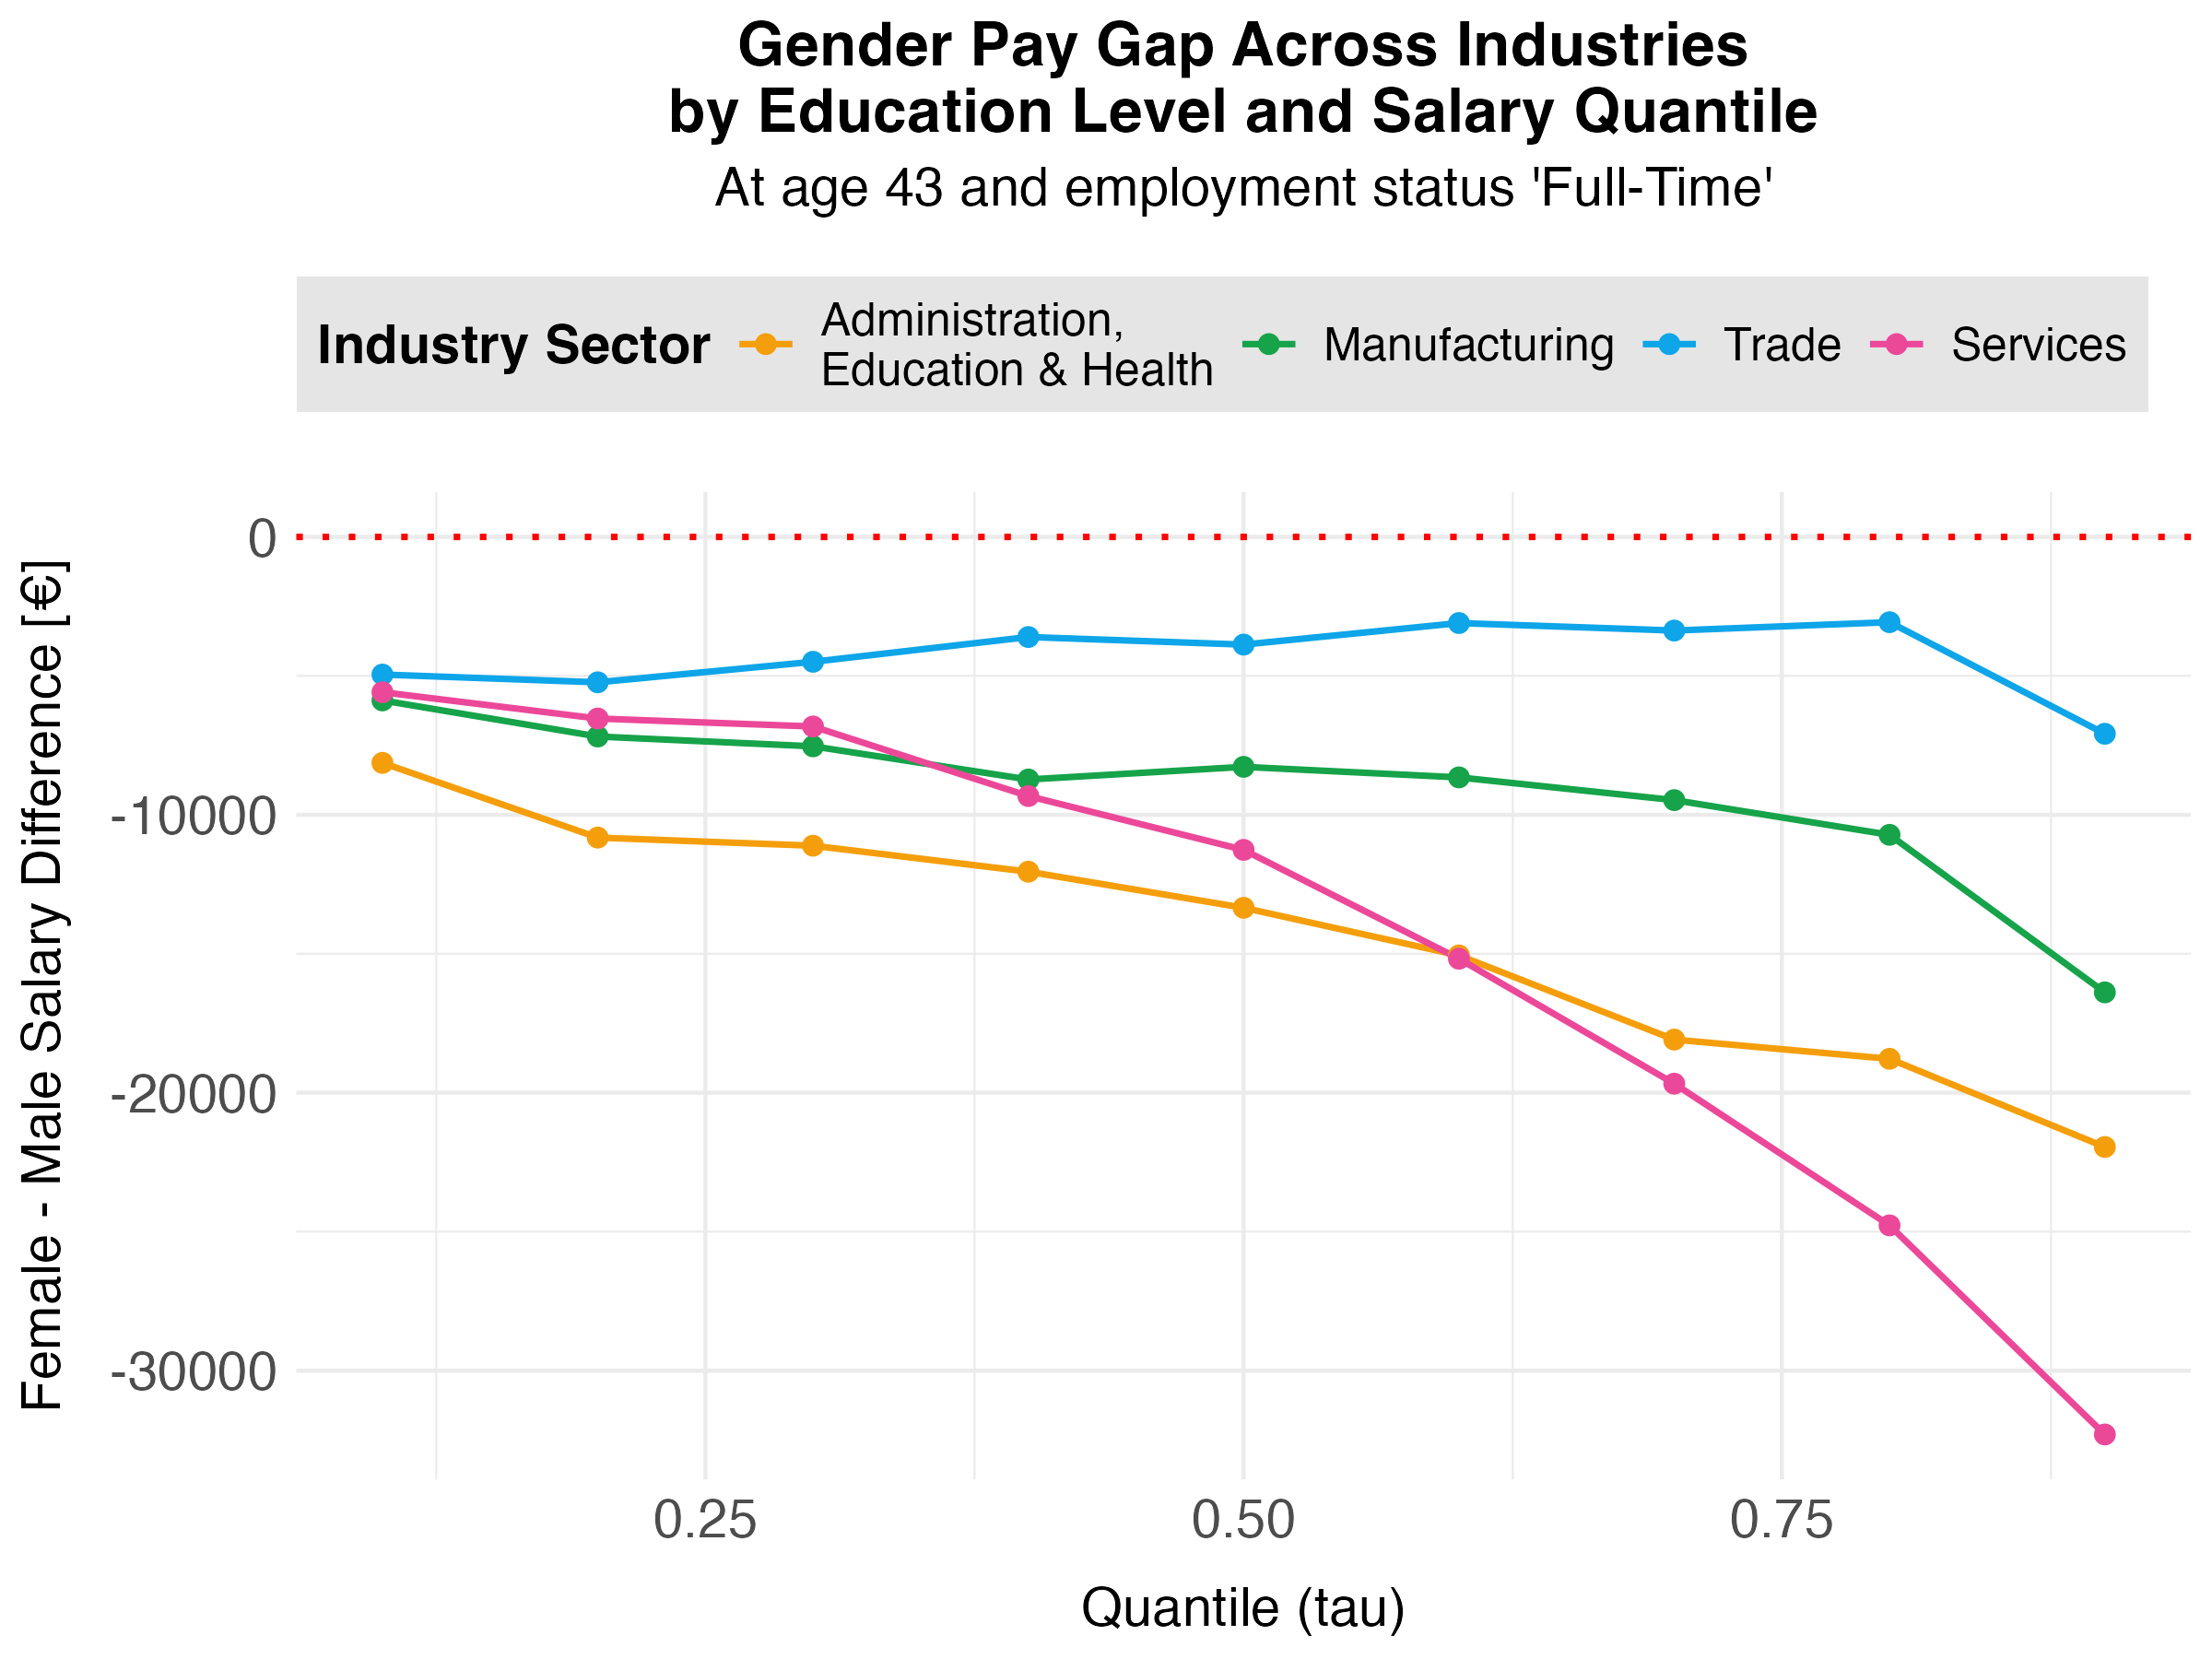 Gender Pay Gap Across Industries
by Education Level and Salary Quantile
At age 43 and employment status 'Full-Time'
Industry Sector
Administration,
Education & Health
Manufacturing
Trade
Services
Female - Male Salary Difference [€]
0
-10000
-20000
-30000
0.25
0.50
0.75
Quantile (tau)